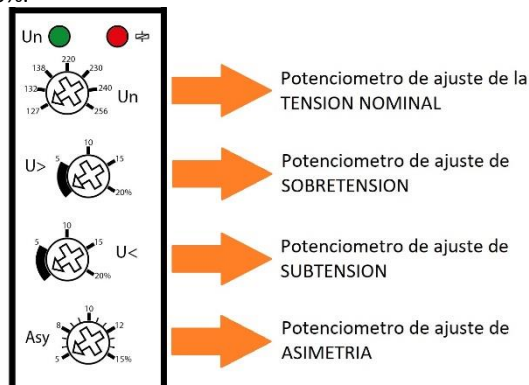 Un
220
138 230
132 240
127 256
Un
Potenciometro de ajuste de la
TENSION NOMINAL
10
U> 5 15
20%
Potenciometro de ajuste de
SOBRETENSION
10
5 15 U<
20%
Potenciometro de ajuste de
SUBTENSION
10
Asy 8 12
5 15%
Potenciometro de ajuste de
ASIMETRIA